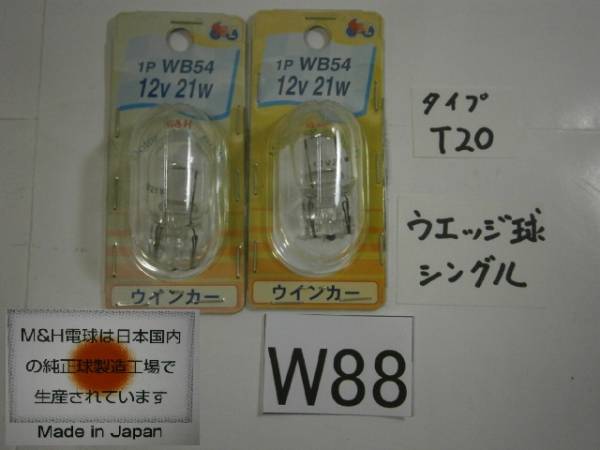 1P WB54
12v 21w
M&H
ウインカー
1P WB54
12v 21w
ウインカー
タイプ
T20
ウエッジ球
シングル
W88
M&H電球は日本国内
の純正球製造工場で
生産されています
Made in Japan